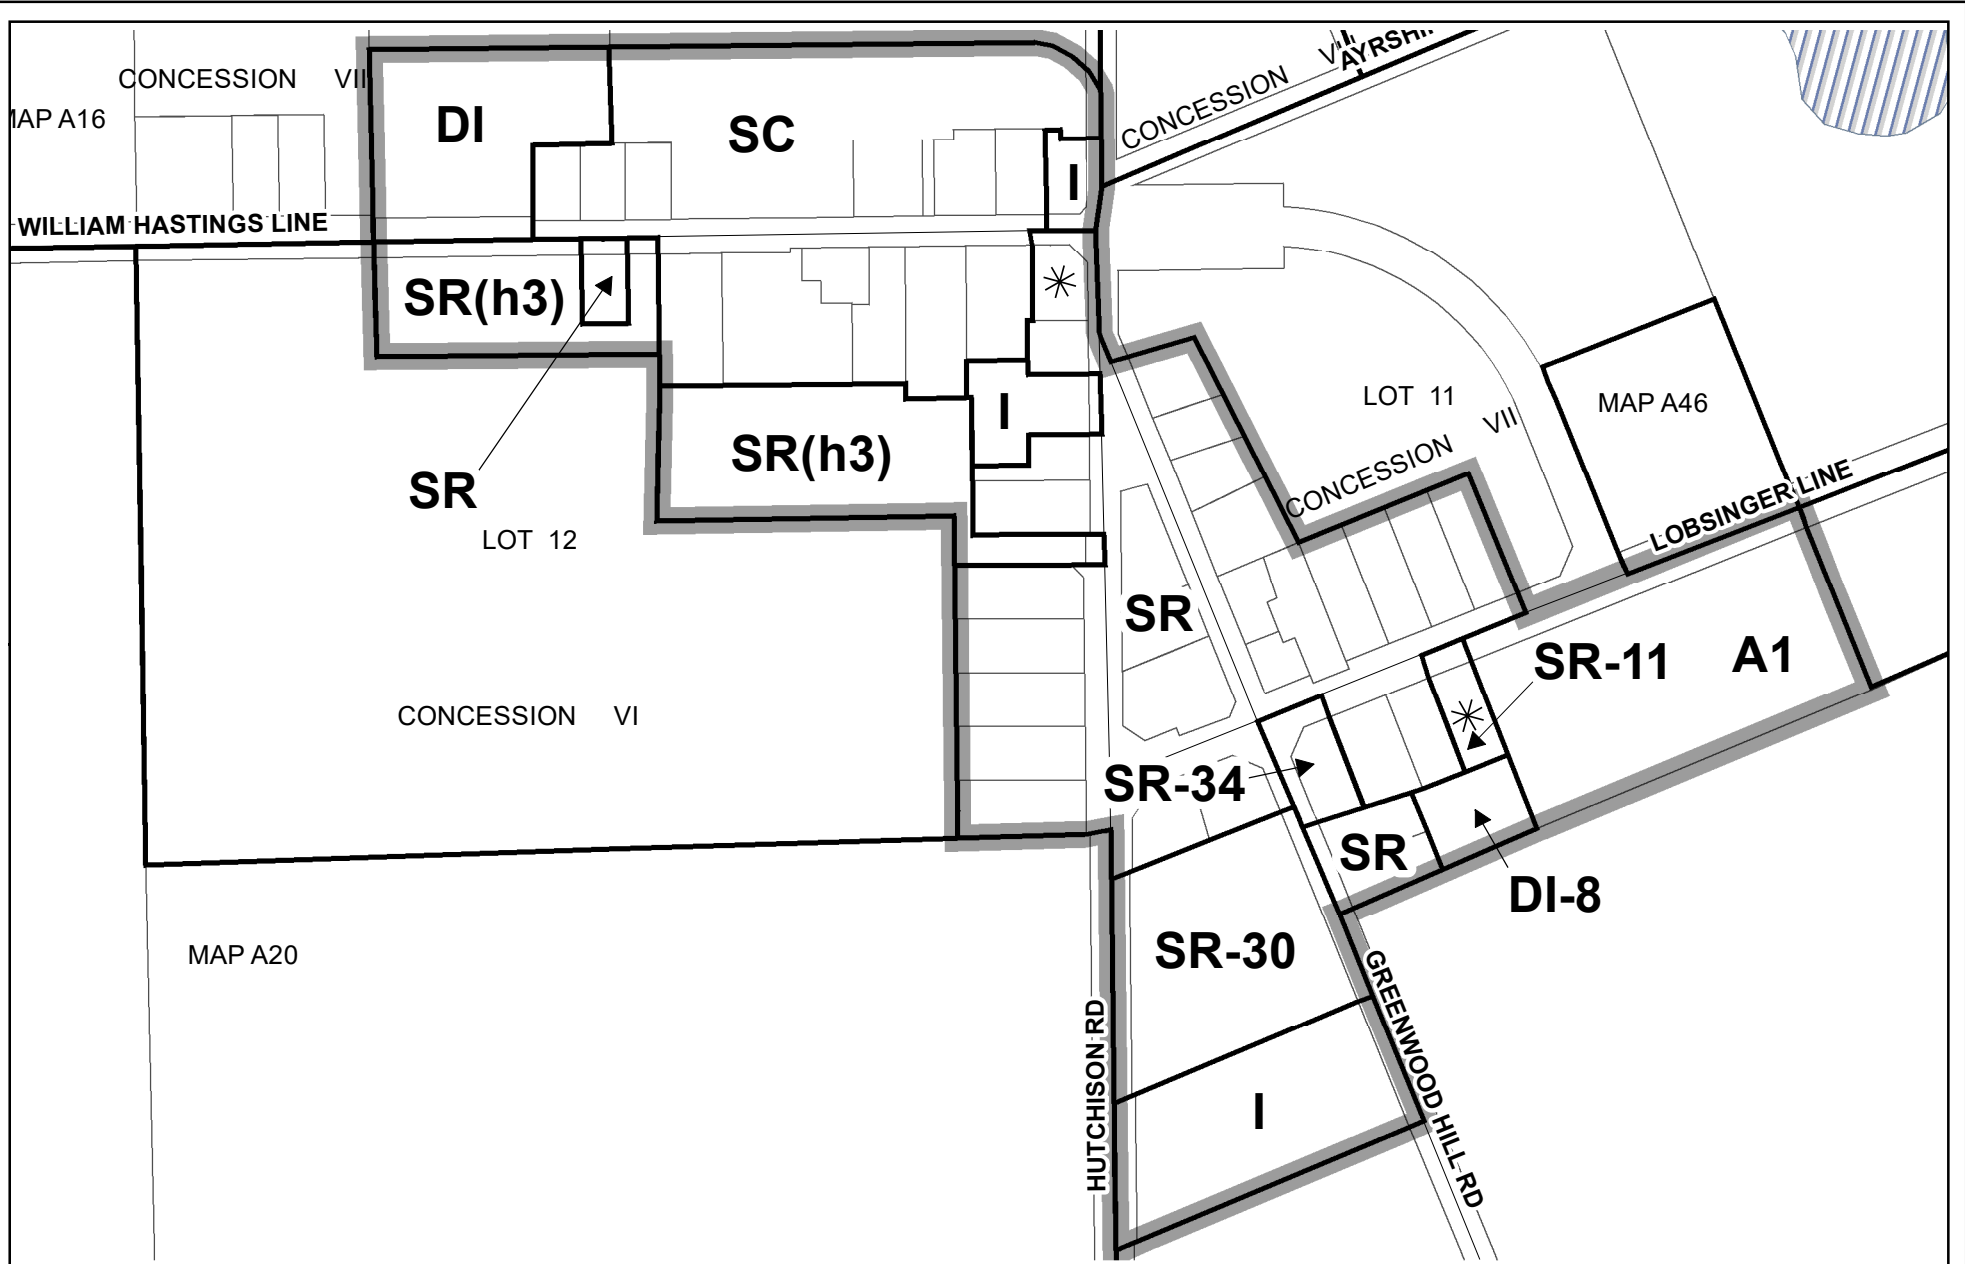 CONCESSION VII
MAP A16
DI
SC
I
CONCESSION
AYRSHI
WILLIAM HASTINGS LINE
SR(h3)
*
I
SR(h3)
SR
LOT 12
LOT 11
CONCESSION VII
MAP A46
LOBSINGER LINE
SR
SR-11
A1
CONCESSION VI
SR-34
SR
DI-8
*
MAP A20
SR-30
I
HUTCHISON RD
GREENWOOD HILL RD